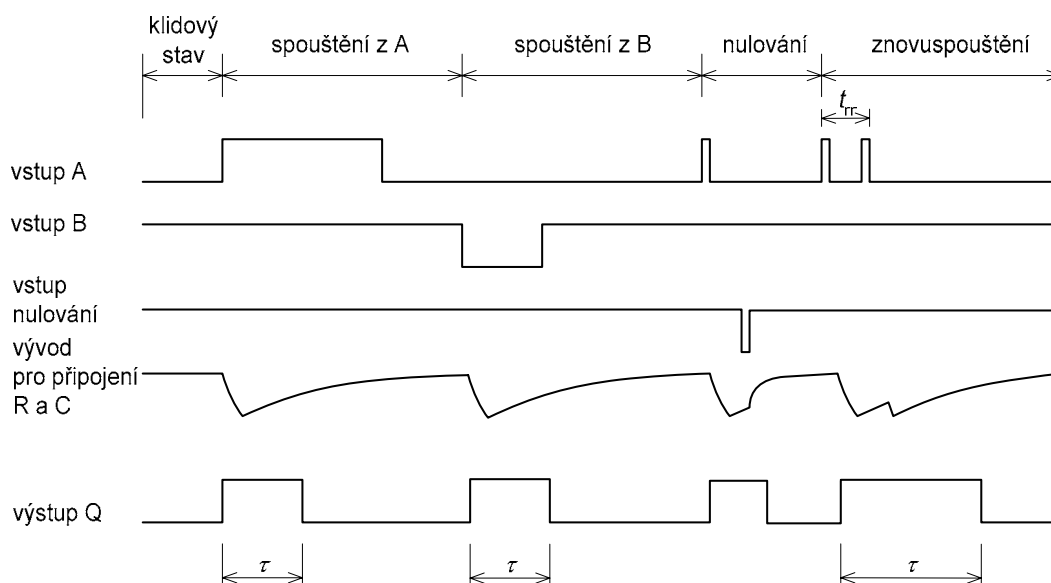 klidový
stav
spouštění z A
spouštění z B
nulování
znovuspouštění
trr
vstup A
vstup B
vstup
nulování
vývod
pro připojení
R a C
výstup Q
τ
τ
τ